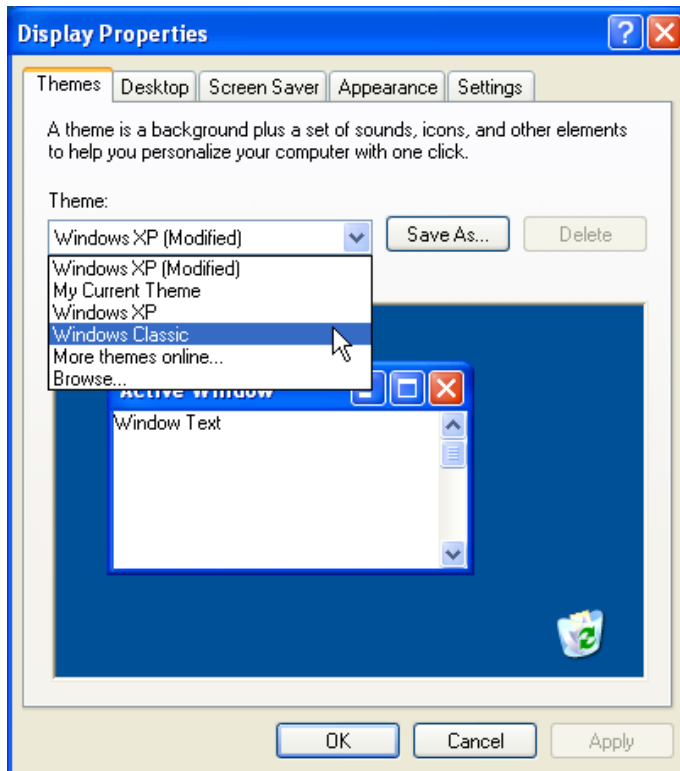 Display Properties
Themes Desktop Screen Saver Appearance Settings
A theme is a background plus a set of sounds, icons, and other elements
to help you personalize your computer with one click.
Theme:
Windows XP (Modified) Save As... Delete
Windows XP (Modified)
My Current Theme
Windows XP
Windows Classic
More themes online...
Browse...
Active Window
Window Text
OK Cancel Apply